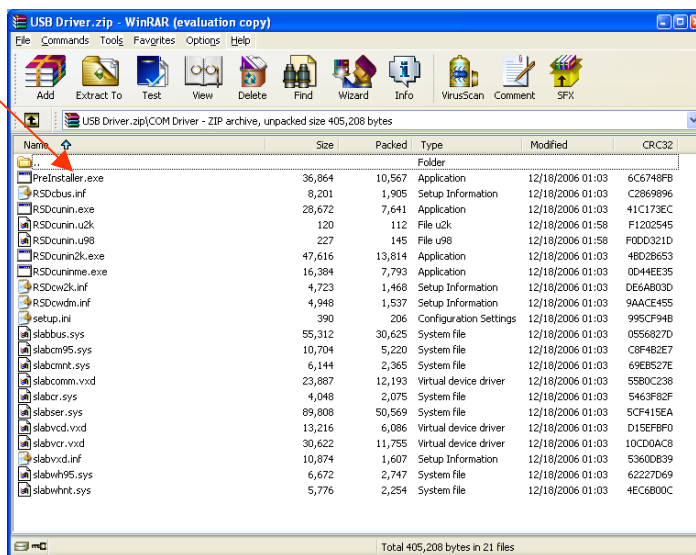 USB Driver.zip - WinRAR (evaluation copy)
File Commands Tools Favorites Options Help
Add Extract To Test View Delete Find Wizard Info VirusScan Comment SFX
USB Driver.zip\COM Driver - ZIP archive, unpacked size 405,208 bytes
Name Size Packed Type Modified CRC32
.. Folder
PreInstaller.exe 36,864 10,567 Application 12/18/2006 01:03 6C6748FB
RSDcbus.inf 8,201 1,905 Setup Information 12/18/2006 01:03 C2869896
RSDcunin.exe 28,672 7,641 Application 12/18/2006 01:03 41C173EC
RSDcunin.u2k 120 112 File u2k 12/18/2006 01:58 F1202545
RSDcunin.u98 227 145 File u98 12/18/2006 01:58 F0DD321D
RSDcunin2k.exe 47,616 13,814 Application 12/18/2006 01:03 4BD2B653
RSDcuninme.exe 16,384 7,793 Application 12/18/2006 01:03 0D44EE35
RSDcw2k.inf 4,723 1,468 Setup Information 12/18/2006 01:03 DE6AB03D
RSDcwdm.inf 4,948 1,537 Setup Information 12/18/2006 01:03 9AACE455
setup.ini 390 206 Configuration Settings 12/18/2006 01:03 995CF94B
slabbus.sys 55,312 30,625 System file 12/18/2006 01:03 0556827D
slabcm95.sys 10,704 5,220 System file 12/18/2006 01:03 C8F4B2E7
slabcmnt.sys 6,144 2,365 System file 12/18/2006 01:03 69EB527E
slabcomm.vxd 23,887 12,193 Virtual device driver 12/18/2006 01:03 55B0C238
slabcr.sys 4,048 2,075 System file 12/18/2006 01:03 5463F82F
slabser.sys 89,808 50,569 System file 12/18/2006 01:03 5CF415EA
slabvcd.vxd 13,216 6,086 Virtual device driver 12/18/2006 01:03 D15EFBF0
slabvcr.vxd 30,622 11,755 Virtual device driver 12/18/2006 01:03 10CD0AC8
slabvxd.inf 10,874 1,607 Setup Information 12/18/2006 01:03 5360DB39
slabwh95.sys 6,672 2,747 System file 12/18/2006 01:03 62227D69
slabwhnt.sys 5,776 2,254 System file 12/18/2006 01:03 4EC6B00C
Total 405,208 bytes in 21 files